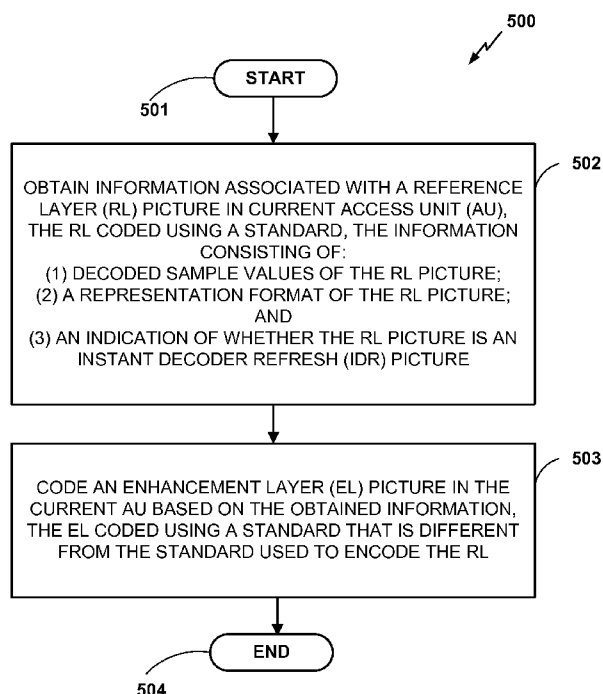 500
START
501
502
OBTAIN INFORMATION ASSOCIATED WITH A REFERENCE
LAYER (RL) PICTURE IN CURRENT ACCESS UNIT (AU),
THE RL CODED USING A STANDARD, THE INFORMATION
CONSISTING OF:
(1) DECODED SAMPLE VALUES OF THE RL PICTURE;
(2) A REPRESENTATION FORMAT OF THE RL PICTURE;
AND
(3) AN INDICATION OF WHETHER THE RL PICTURE IS AN
INSTANT DECODER REFRESH (IDR) PICTURE
503
CODE AN ENHANCEMENT LAYER (EL) PICTURE IN THE
CURRENT AU BASED ON THE OBTAINED INFORMATION,
THE EL CODED USING A STANDARD THAT IS DIFFERENT
FROM THE STANDARD USED TO ENCODE THE RL
END
504